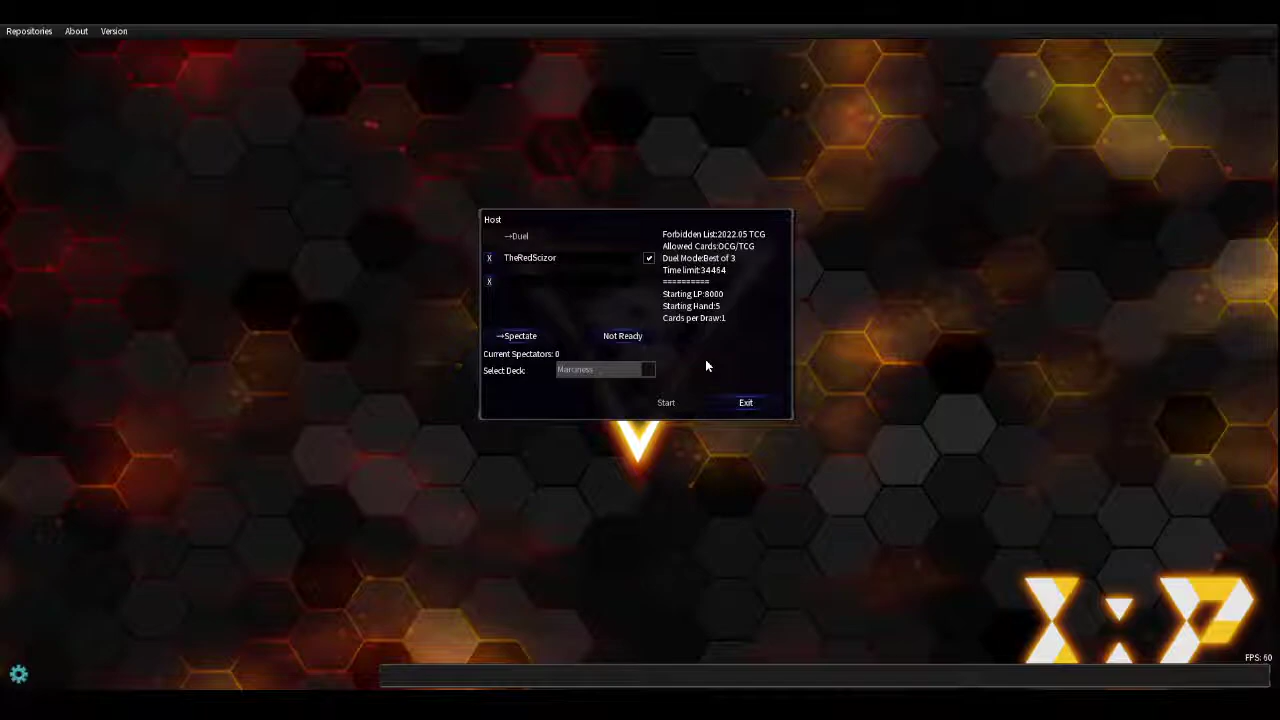 Repositories About Version
Host
→Duel
X TheRedScizor ✔
X
Forbidden List:2022.05 TCG
Allowed Cards:OCG/TCG
Duel Mode:Best of 3
Time limit:34464
==========
Starting LP:8000
Starting Hand:5
Cards per Draw:1
→Spectate Not Ready
Current Spectators: 0
Select Deck: Marciness
Start Exit
X:P
FPS: 60